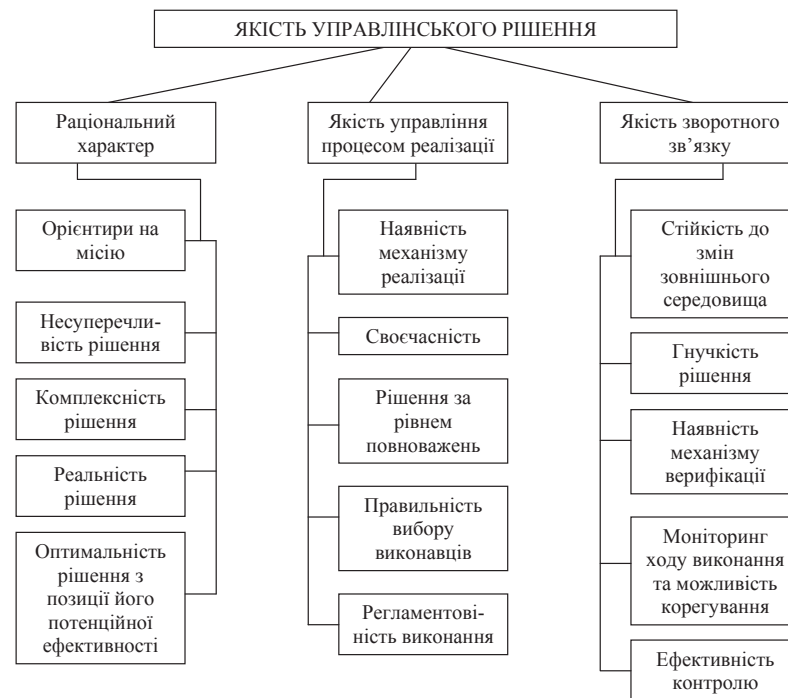 ЯКІСТЬ УПРАВЛІНСЬКОГО РІШЕННЯ
Раціональний
характер
Орієнтири на
місію
Несуперечли-
вість рішення
Комплексність
рішення
Реальність
рішення
Оптимальність
рішення з
позиції його
потенційної
ефективності
Якість управління
процесом реалізації
Наявність
механізму
реалізації
Своєчасність
Рішення за
рівнем
повноважень
Правильність
вибору
виконавців
Регламентові-
ність виконання
Якість зворотного
зв’язку
Стійкість до
змін
зовнішнього
середовища
Гнучкість
рішення
Наявність
механізму
верифікації
Моніторинг
ходу виконання
та можливість
корегування
Ефективність
контролю